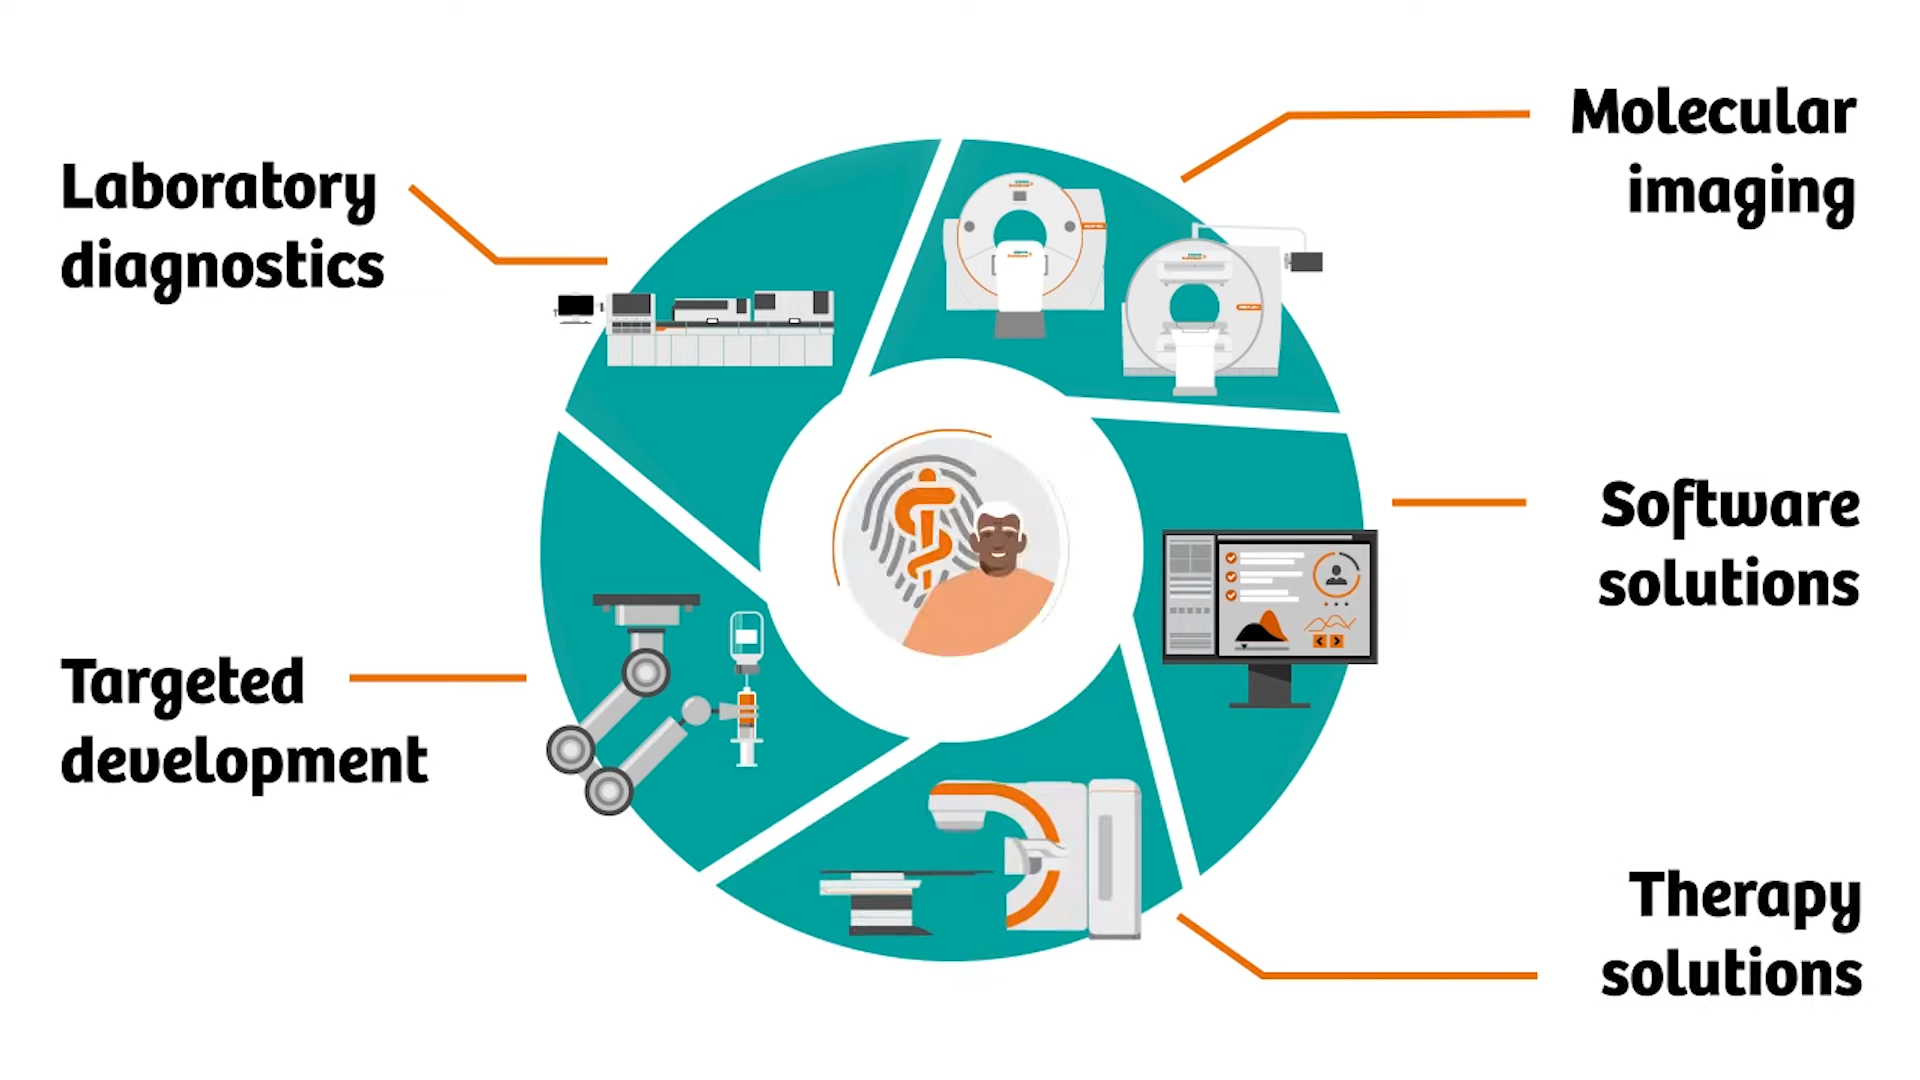 Laboratory
diagnostics
Molecular
imaging
Software
solutions
Targeted
development
Therapy
solutions